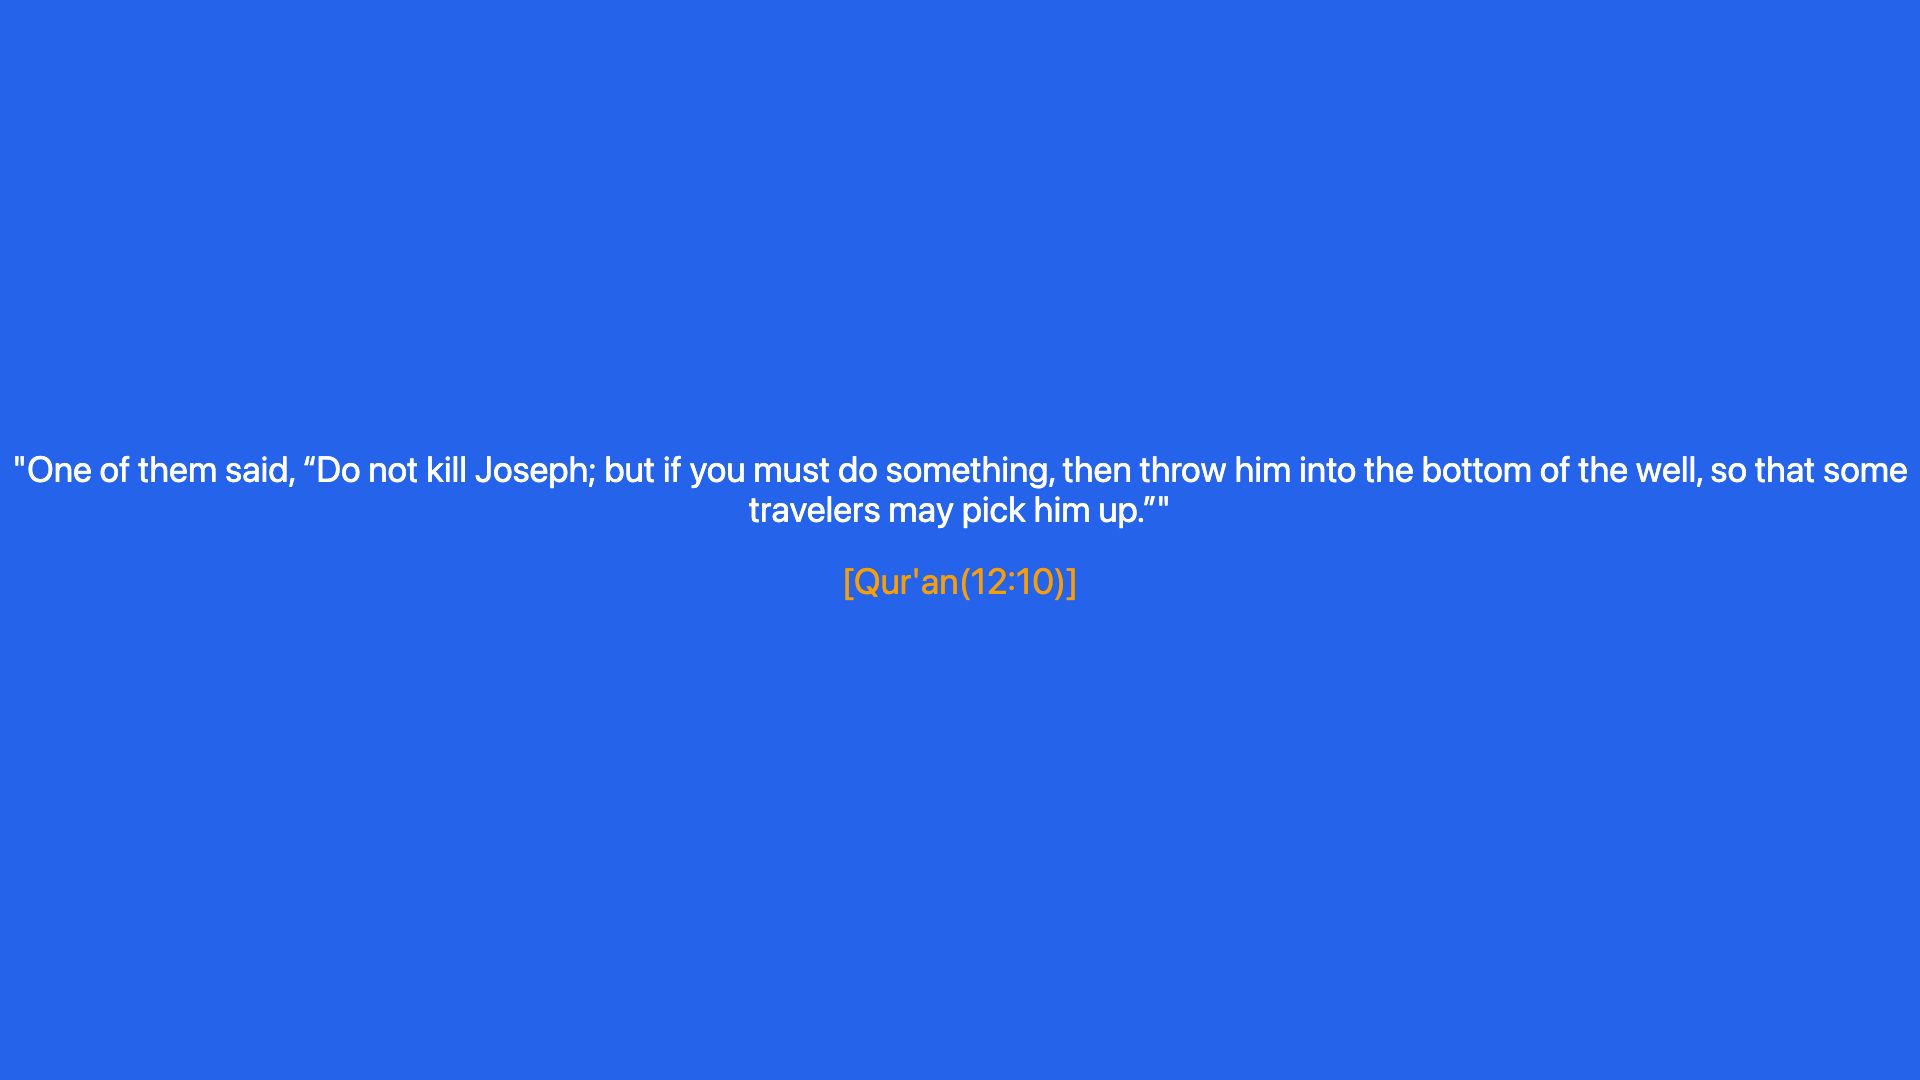 "One of them said, “Do not kill Joseph; but if you must do something, then throw him into the bottom of the well, so that some
travelers may pick him up.”"
[Qur'an(12:10)]